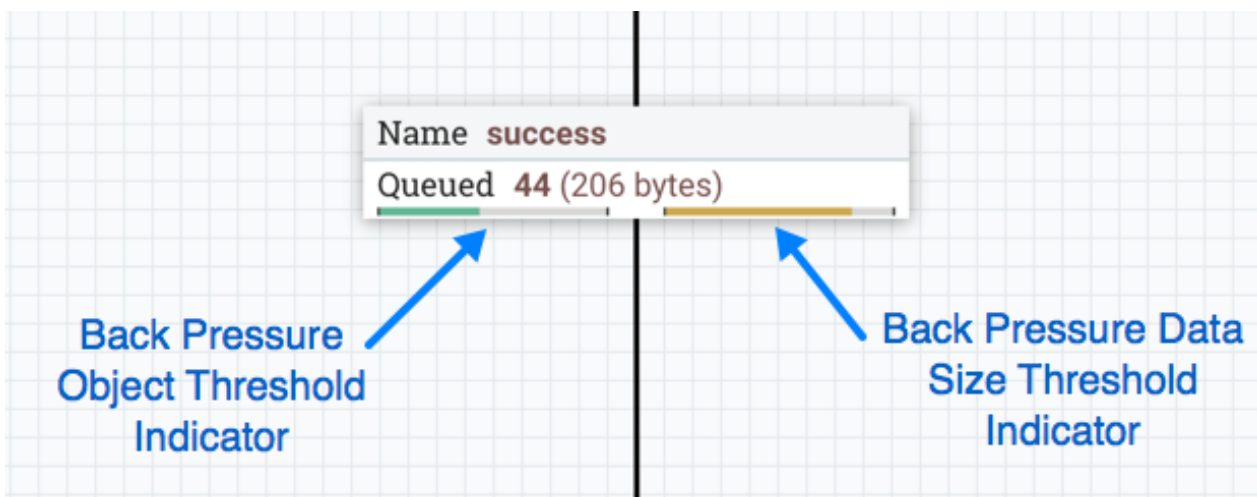 Name success
Queued 44 (206 bytes)
Back Pressure
Object Threshold
Indicator
Back Pressure Data
Size Threshold
Indicator